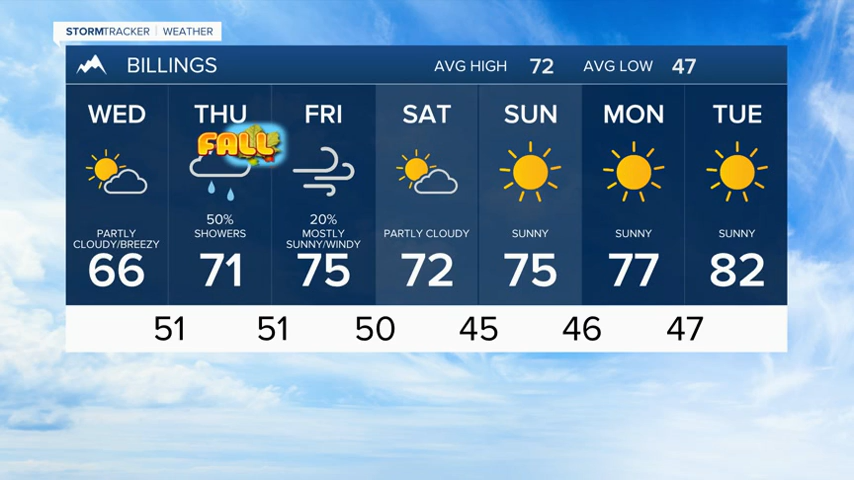 STORMTRACKER | WEATHER
BILLINGS AVG HIGH 72 AVG LOW 47
WED THU FRI SAT SUN MON TUE
FALL
50% 20%
PARTLY SHOWERS MOSTLY PARTLY CLOUDY SUNNY SUNNY SUNNY
CLOUDY/BREEZY SUNNY/WINDY
66 71 75 72 75 77 82
51 51 50 45 46 47